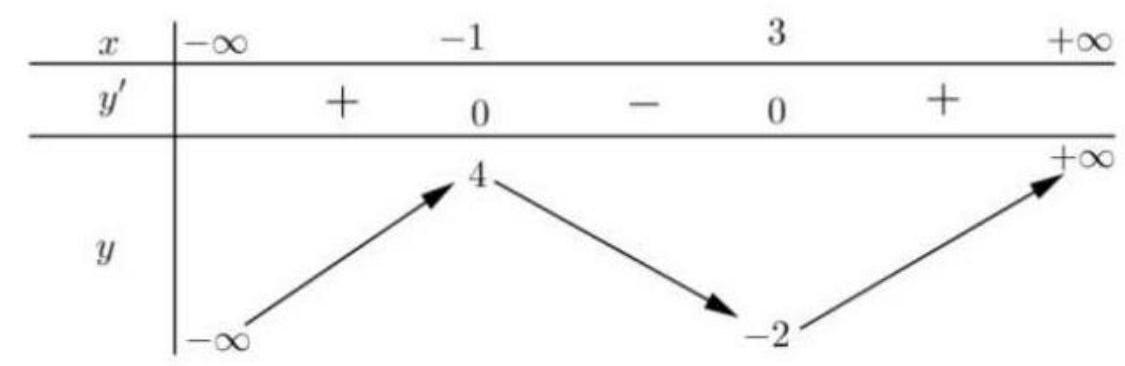 x −∞ −1 3 +∞
y′ + 0 − 0 +
4 +∞
y
−∞ −2